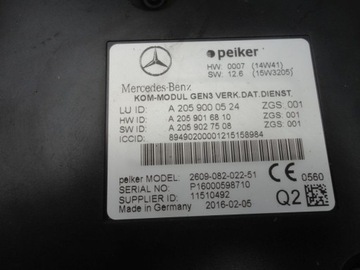 peiker
HW: 0007 (14W41)
SW: 12.6 (15W3205)
Mercedes-Benz
KOM-MODUL GEN3 VERK.DAT.DIENST.
LU ID: A 205 900 05 24 ZGS .001
HW ID: A 205 901 68 10 ZGS .001
SW ID: A 205 902 75 08 ZGS .001
ICCID: 89490200001215158984
peiker MODEL: 2609-082-022-51
SERIAL NO: P16000598710
SUPPLIER ID: 11510492
Made in Germany 2016-02-05
CE 0560
Q2